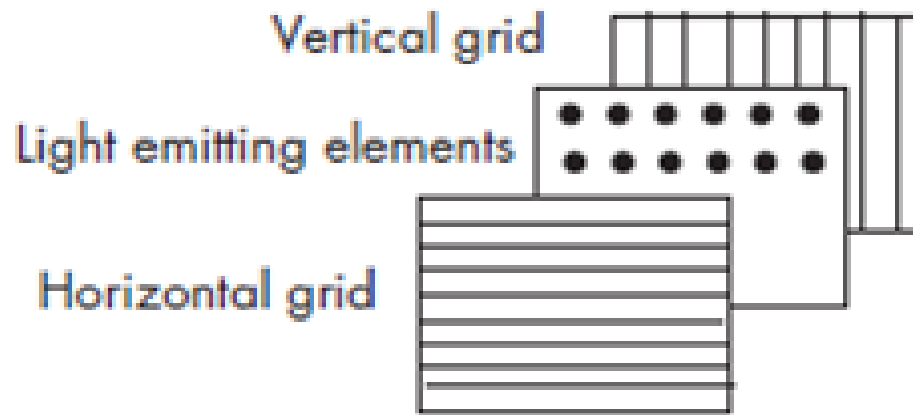 Vertical grid
Light emitting elements
Horizontal grid